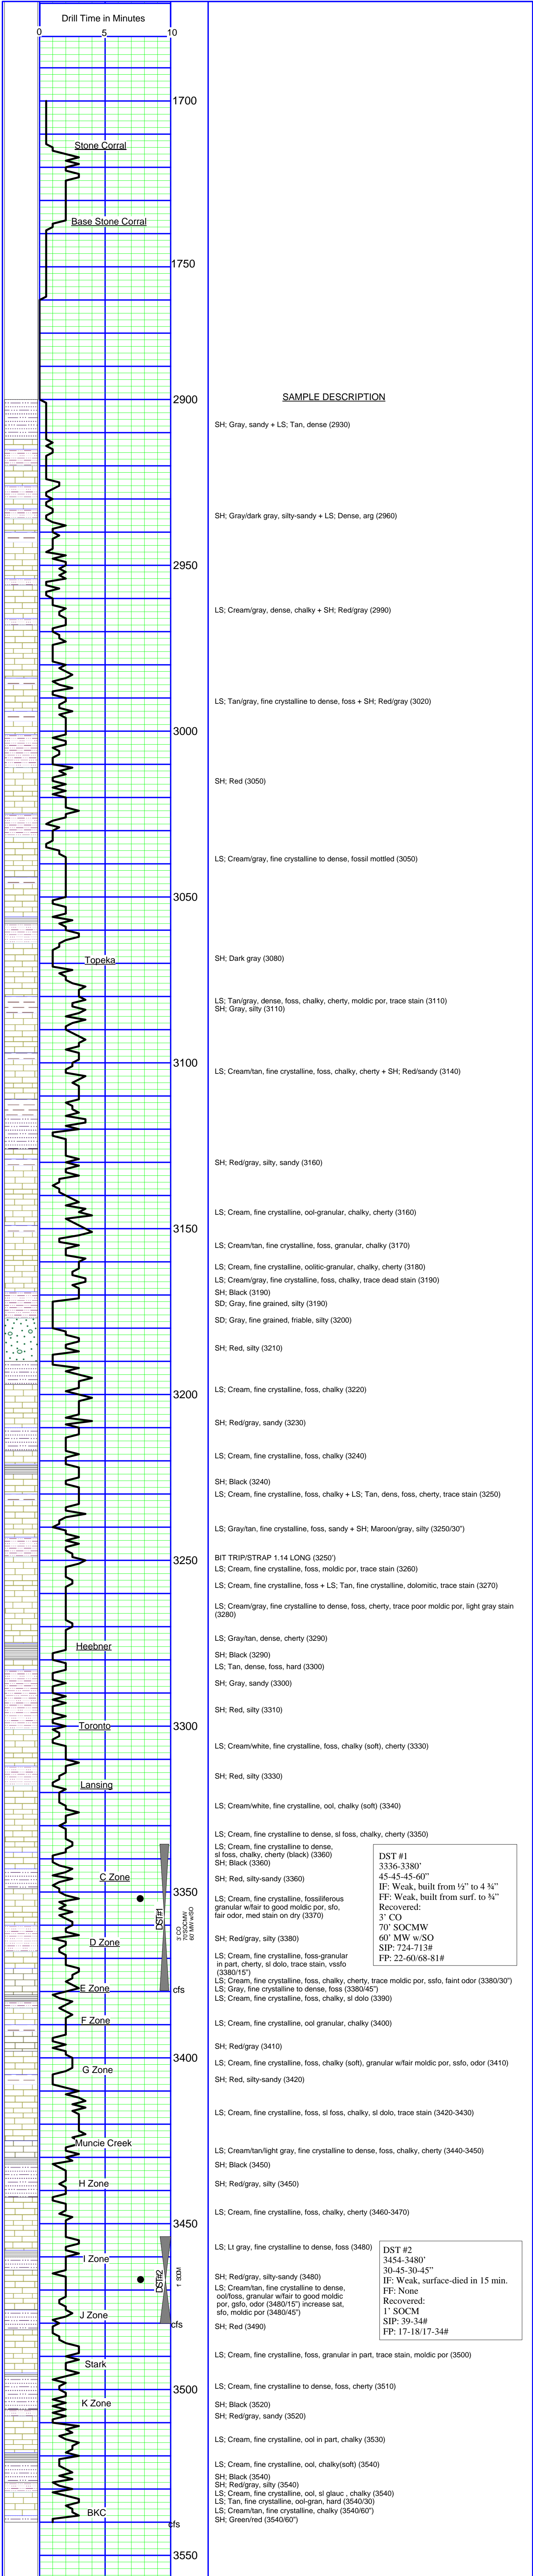 Drill Time in Minutes
0 5 10
1700
Stone Corral
Base Stone Corral
1750
2900
SAMPLE DESCRIPTION
SH; Gray, sandy + LS; Tan, dense (2930)
SH; Gray/dark gray, silty-sandy + LS; Dense, arg (2960)
2950
LS; Cream/gray, dense, chalky + SH; Red/gray (2990)
LS; Tan/gray, fine crystalline to dense, foss + SH; Red/gray (3020)
3000
SH; Red (3050)
LS; Cream/gray, fine crystalline to dense, fossil mottled (3050)
3050
Topeka
SH; Dark gray (3080)
LS; Tan/gray, dense, foss, chalky, cherty, moldic por, trace stain (3110)
SH; Gray, silty (3110)
3100
LS; Cream/tan, fine crystalline, foss, chalky, cherty + SH; Red/sandy (3140)
SH; Red/gray, silty, sandy (3160)
LS; Cream, fine crystalline, ool-granular, chalky, cherty (3160)
3150
LS; Cream/tan, fine crystalline, foss, granular, chalky (3170)
LS; Cream, fine crystalline, oolitic-granular, chalky, cherty (3180)
LS; Cream/gray, fine crystalline, foss, chalky, trace dead stain (3190)
SH; Black (3190)
SD; Gray, fine grained, silty (3190)
SD; Gray, fine grained, friable, silty (3200)
SH; Red, silty (3210)
LS; Cream, fine crystalline, foss, chalky (3220)
3200
SH; Red/gray, sandy (3230)
LS; Cream, fine crystalline, foss, chalky (3240)
SH; Black (3240)
LS; Cream, fine crystalline, foss, chalky + LS; Tan, dens, foss, cherty, trace stain (3250)
LS; Gray/tan, fine crystalline, foss, sandy + SH; Maroon/gray, silty (3250/30")
BIT TRIP/STRAP 1.14 LONG (3250')
3250
LS; Cream, fine crystalline, foss, moldic por, trace stain (3260)
LS; Cream, fine crystalline, foss + LS; Tan, fine crystalline, dolomitic, trace stain (3270)
LS; Cream/gray, fine crystalline to dense, foss, cherty, trace poor moldic por, light gray stain
(3280)
LS; Gray/tan, dense, cherty (3290)
Heebner
SH; Black (3290)
LS; Tan, dense, foss, hard (3300)
SH; Gray, sandy (3300)
SH; Red, silty (3310)
Toronto
3300
LS; Cream/white, fine crystalline, foss, chalky (soft), cherty (3330)
SH; Red, silty (3330)
Lansing
LS; Cream/white, fine crystalline, ool, chalky (soft) (3340)
LS; Cream, fine crystalline to dense, sl foss, chalky, cherty (3350)
LS; Cream, fine crystalline to dense,
sl foss, chalky, cherty (black) (3360)
SH; Black (3360)
C Zone
SH; Red, silty-sandy (3360)
3350
LS; Cream, fine crystalline, fossiliferous
granular w/fair to good moldic por, sfo,
fair odor, med stain on dry (3370)
DST#1
3' CO
70' SOCMW
60' MW w/SO
D Zone
SH; Red/gray, silty (3380)
LS; Cream, fine crystalline, foss-granular
in part, cherty, sl dolo, trace stain, vssfo
(3380/15")
DST #1
3336-3380'
45-45-45-60"
IF: Weak, built from ½" to 4 ¾"
FF: Weak, built from surf. to ¾"
Recovered:
3' CO
70' SOCMW
60' MW w/SO
SIP: 724-713#
FP: 22-60/68-81#
LS; Cream, fine crystalline, foss, chalky, cherty, trace moldic por, ssfo, faint odor (3380/30")
E Zone
cfs
LS; Gray, fine crystalline to dense, foss (3380/45")
LS; Cream, fine crystalline, foss, chalky, sl dolo (3390)
F Zone
LS; Cream, fine crystalline, ool granular, chalky (3400)
SH; Red/gray (3410)
3400
LS; Cream, fine crystalline, foss, chalky (soft), granular w/fair moldic por, ssfo, odor (3410)
G Zone
SH; Red, silty-sandy (3420)
LS; Cream, fine crystalline, foss, sl foss, chalky, sl dolo, trace stain (3420-3430)
Muncie Creek
LS; Cream/tan/light gray, fine crystalline to dense, foss, chalky, cherty (3440-3450)
SH; Black (3450)
H Zone
SH; Red/gray, silty (3450)
LS; Cream, fine crystalline, foss, chalky, cherty (3460-3470)
3450
LS; Lt gray, fine crystalline to dense, foss (3480)
I Zone
DST#2
1' SOCM
SH; Red/gray, silty-sandy (3480)
LS; Cream/tan, fine crystalline to dense,
ool/foss, granular w/fair to good moldic
por, gsfo, odor (3480/15") increase sat,
sfo, moldic por (3480/45")
DST #2
3454-3480'
30-45-30-45"
IF: Weak, surface-died in 15 min.
FF: None
Recovered:
1' SOCM
SIP: 39-34#
FP: 17-18/17-34#
J Zone
cfs
SH; Red (3490)
LS; Cream, fine crystalline, foss, granular in part, trace stain, moldic por (3500)
Stark
LS; Cream, fine crystalline to dense, foss, cherty (3510)
3500
K Zone
SH; Black (3520)
SH; Red/gray, sandy (3520)
LS; Cream, fine crystalline, ool in part, chalky (3530)
LS; Cream, fine crystalline, ool, chalky(soft) (3540)
SH; Black (3540)
SH; Red/gray, silty (3540)
LS; Cream, fine crystalline, ool, sl glauc , chalky (3540)
LS; Tan, fine crystalline, ool-gran, hard (3540/30)
LS; Cream/tan, fine crystalline, chalky (3540/60")
BKC
SH; Green/red (3540/60")
cfs
3550